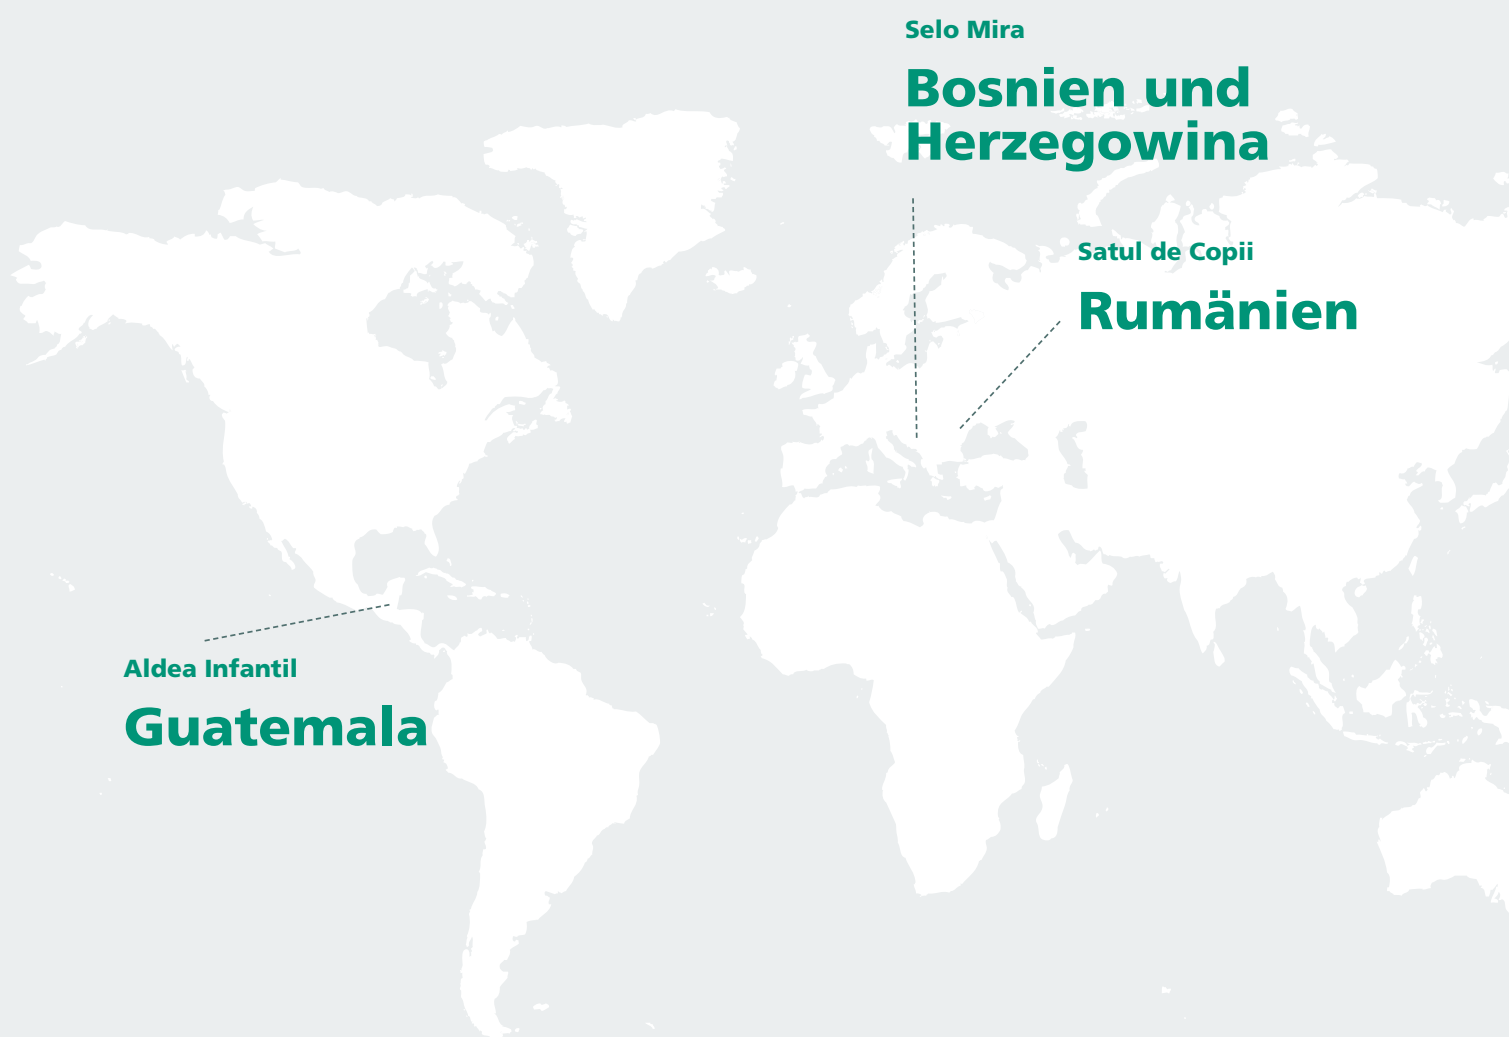 Selo Mira
Bosnien und
Herzegowina
Satul de Copii
Rumänien
Aldea Infantil
Guatemala